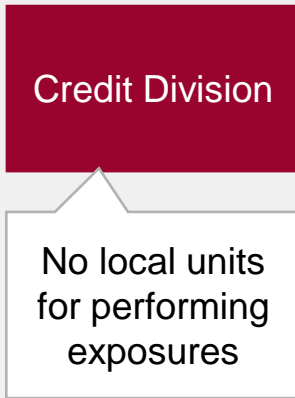 Credit Division
No local units
for performing
exposures